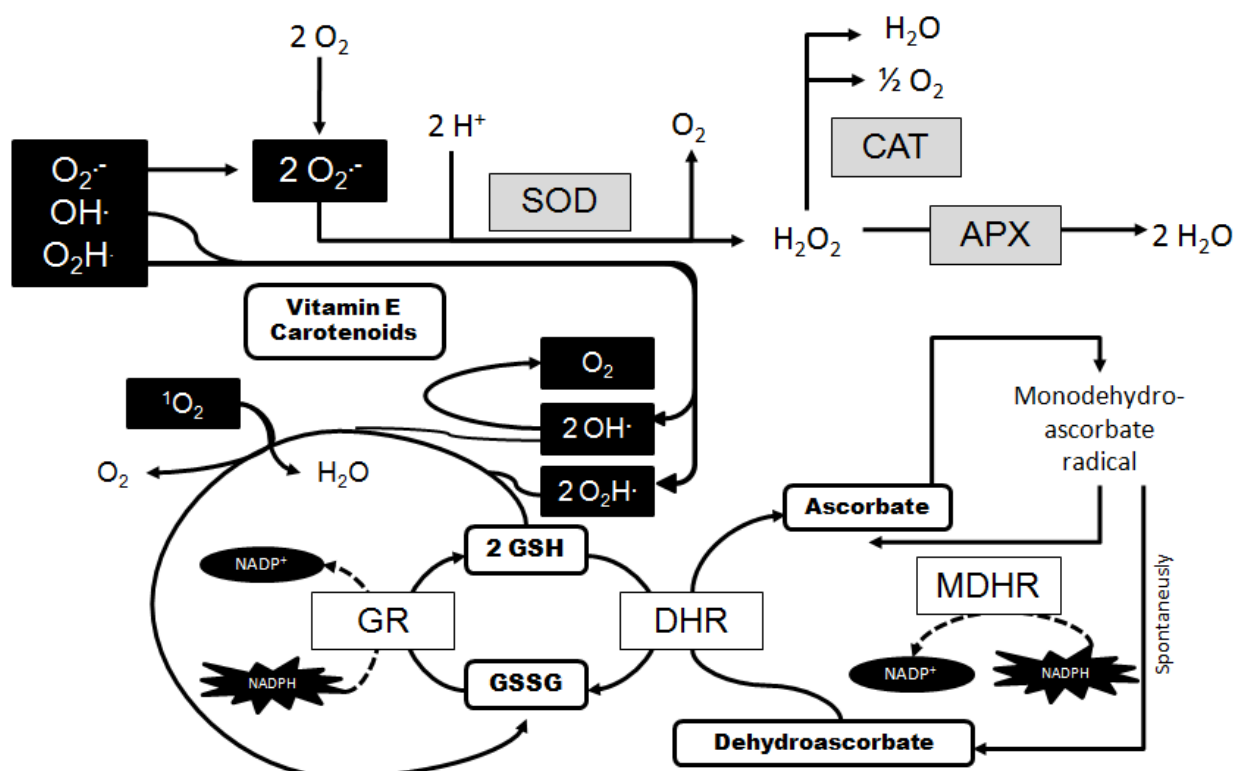 2 O₂
H₂O
½ O₂
2 H⁺
O₂
CAT
O₂·⁻
OH·
O₂H·
2 O₂·⁻
SOD
H₂O₂
APX
2 H₂O
Vitamin E
Carotenoids
O₂
¹O₂
2 OH·
Monodehydro-
ascorbate
radical
O₂
H₂O
2 O₂H·
Ascorbate
2 GSH
NADP⁺
GR
DHR
MDHR
Spontaneusly
NADPH
GSSG
NADP⁺
NADPH
Dehydroascorbate